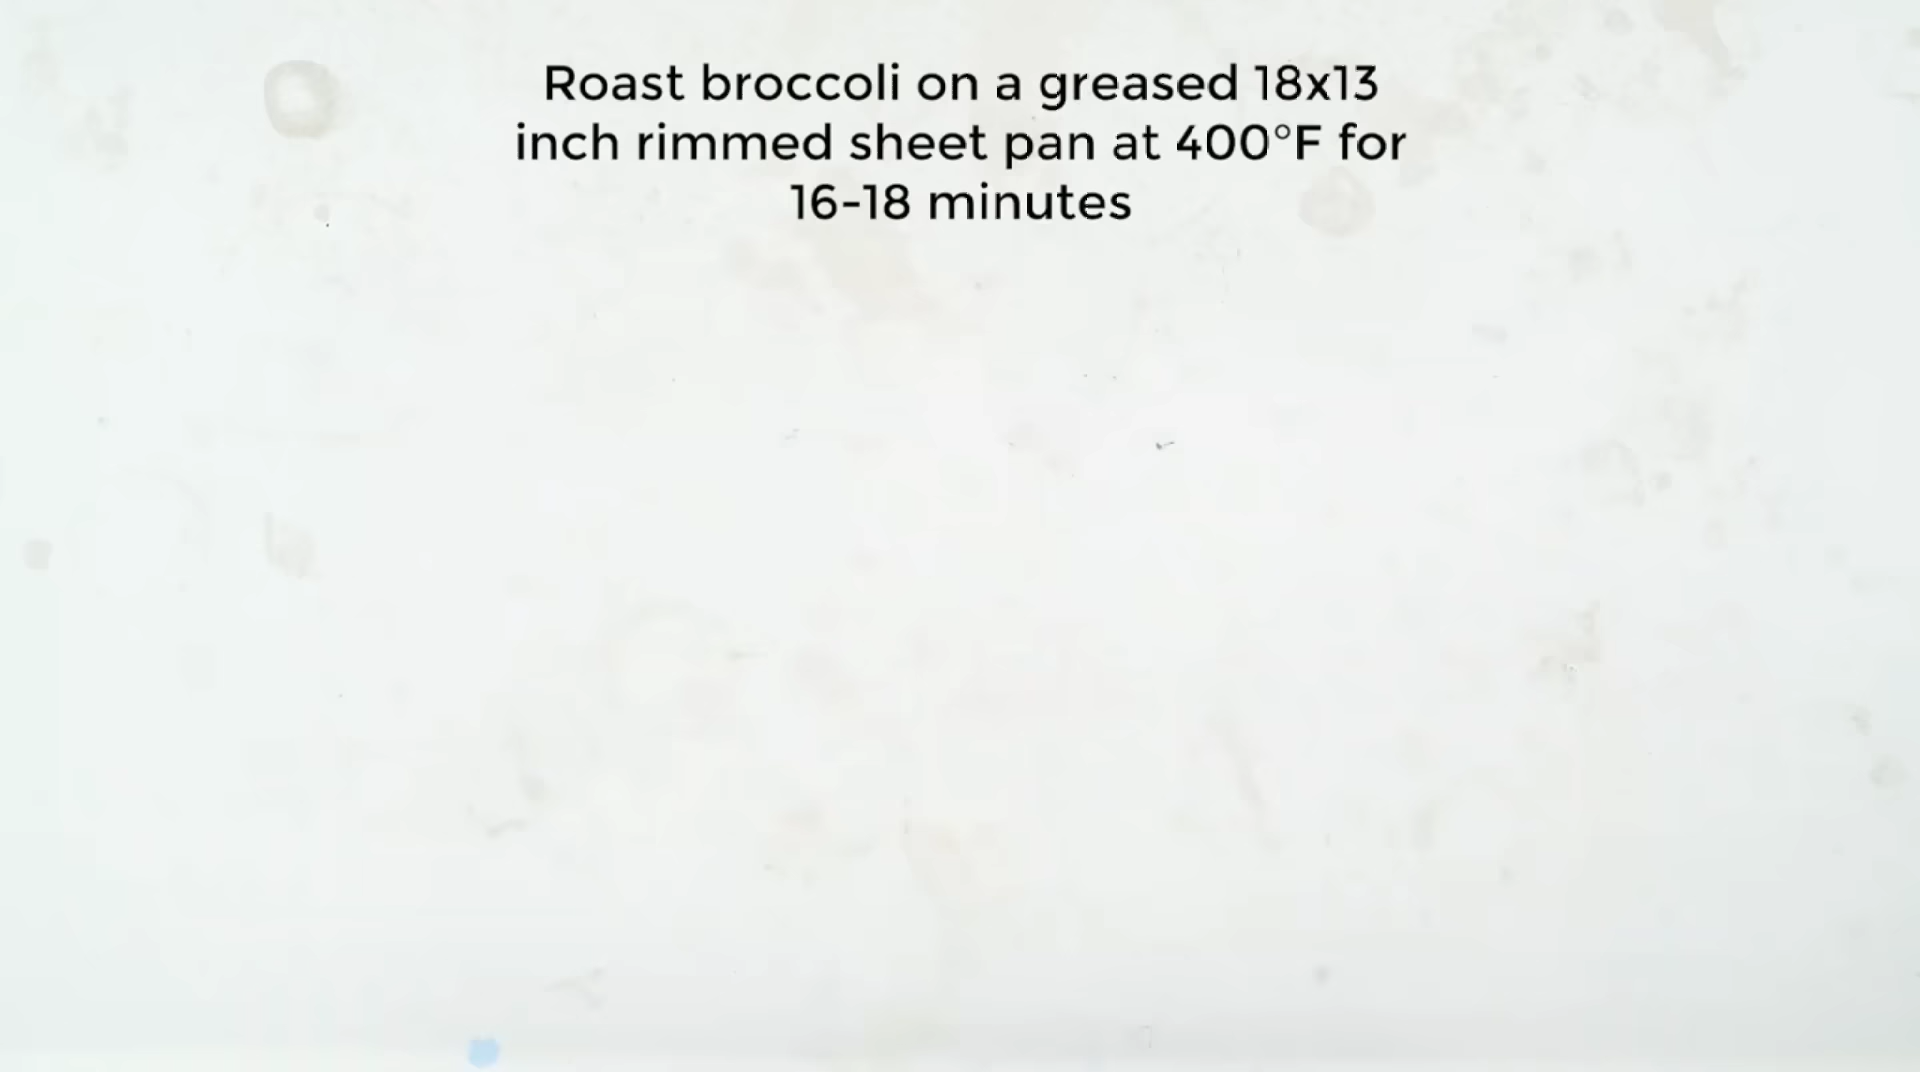 Roast broccoli on a greased 18x13
inch rimmed sheet pan at 400°F for
16-18 minutes